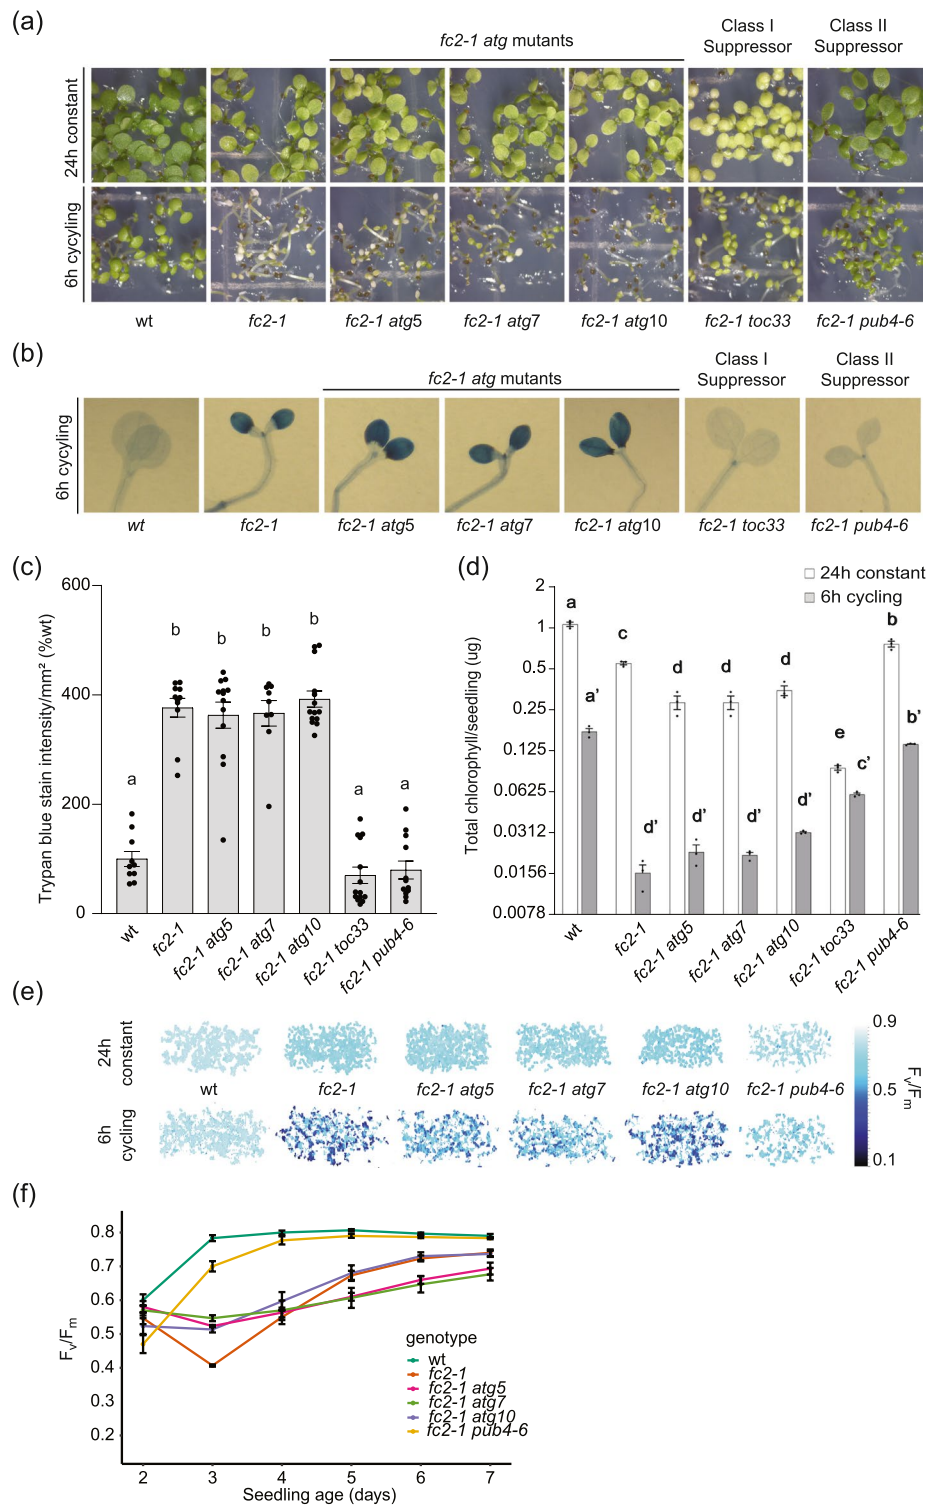 (a)
fc2-1 atg mutants
Class I
Suppressor
Class II
Suppressor
24h constant
6h cycyling
wt
fc2-1
fc2-1 atg5
fc2-1 atg7
fc2-1 atg10
fc2-1 toc33
fc2-1 pub4-6
(b)
fc2-1 atg mutants
Class I
Suppressor
Class II
Suppressor
6h cycyling
wt
fc2-1
fc2-1 atg5
fc2-1 atg7
fc2-1 atg10
fc2-1 toc33
fc2-1 pub4-6
(c)
Trypan blue stain intensity/mm² (%wt)
600
400
200
0
a
b
b
b
b
a
a
wt
fc2-1
fc2-1 atg5
fc2-1 atg7
fc2-1 atg10
fc2-1 toc33
fc2-1 pub4-6
(d)
24h constant
6h cycling
Total chlorophyll/seedling (ug)
2
1
0.5
0.25
0.125
0.0625
0.0312
0.0156
0.0078
a
a'
c
d'
d
d'
d
d'
d
d'
e
c'
b
b'
wt
fc2-1
fc2-1 atg5
fc2-1 atg7
fc2-1 atg10
fc2-1 toc33
fc2-1 pub4-6
(e)
24h
constant
wt
fc2-1
fc2-1 atg5
fc2-1 atg7
fc2-1 atg10
fc2-1 pub4-6
6h
cycling
0.9
0.5
0.1
Fv/Fm
(f)
Fv/Fm
0.8
0.7
0.6
0.5
0.4
0.3
0.2
genotype
wt
fc2-1
fc2-1 atg5
fc2-1 atg7
fc2-1 atg10
fc2-1 pub4-6
2
3
4
5
6
7
Seedling age (days)